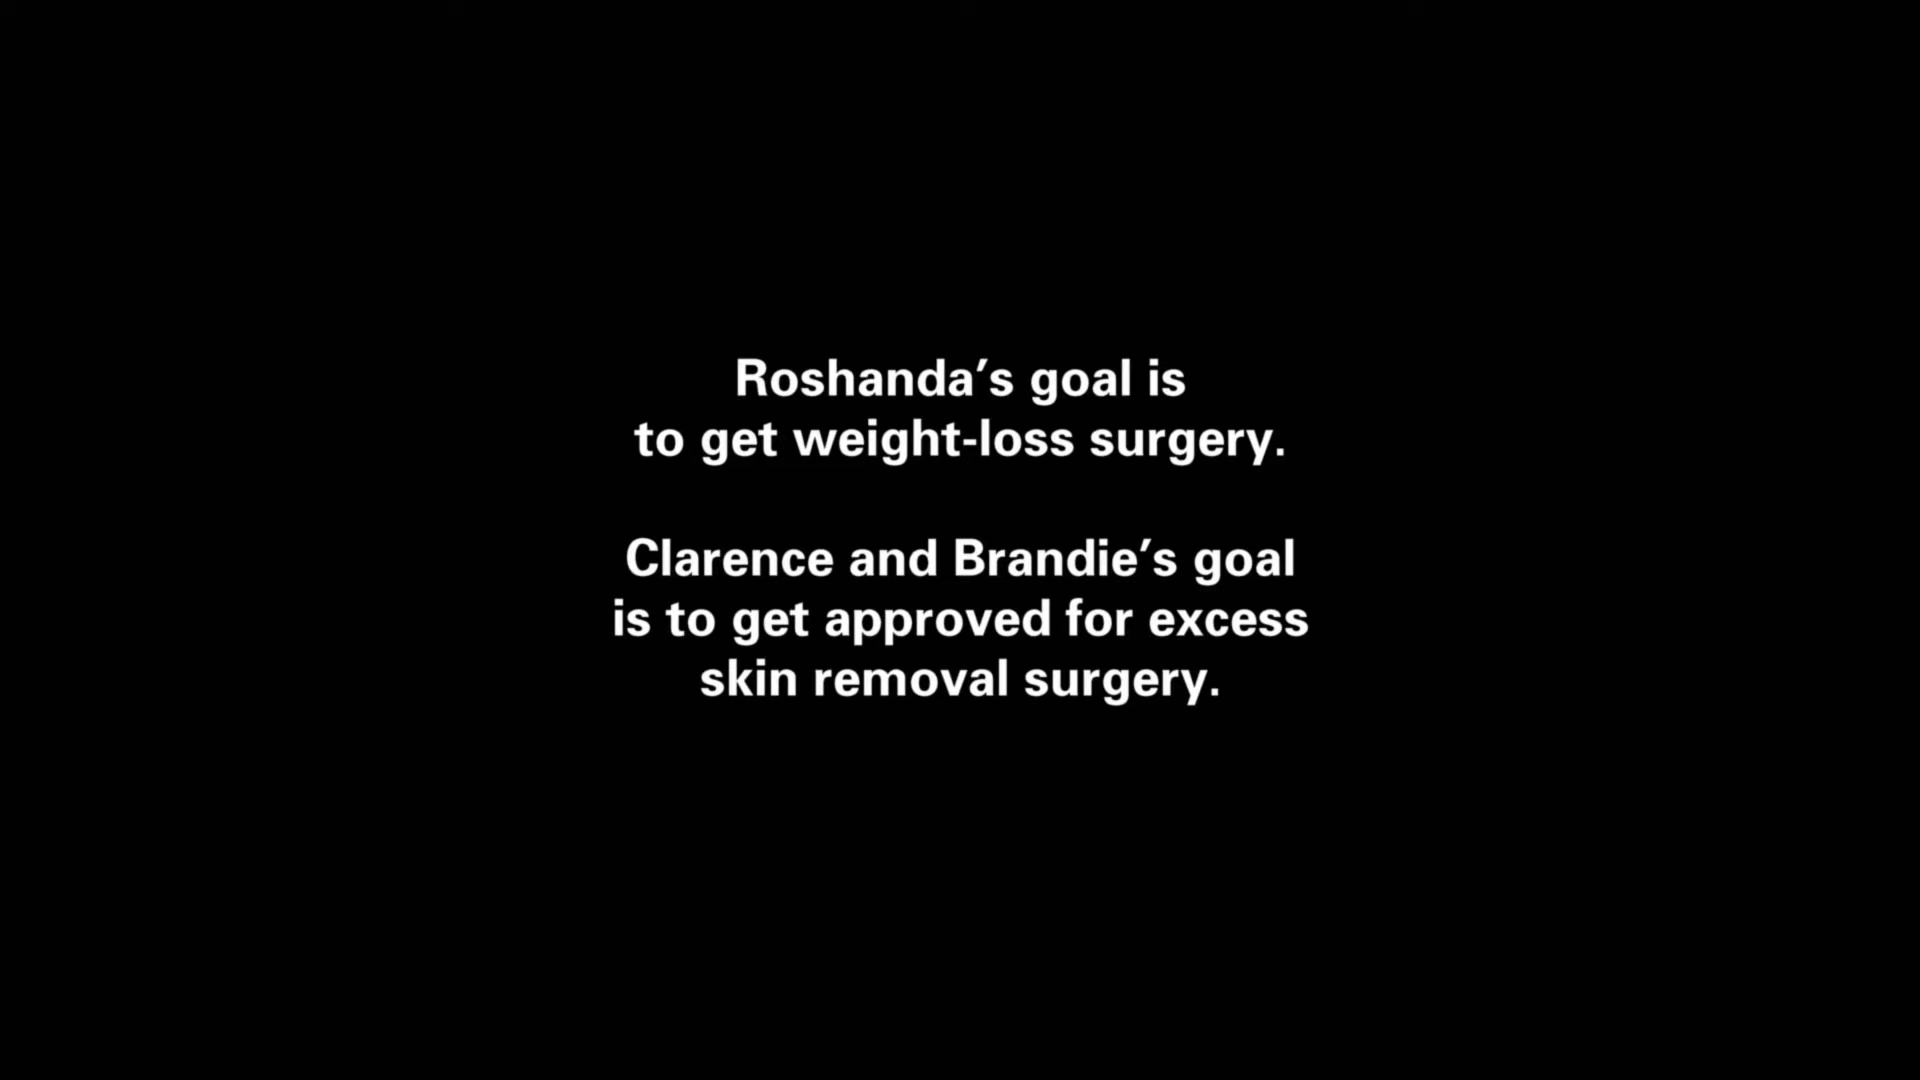 Roshanda’s goal is
to get weight-loss surgery.
Clarence and Brandie’s goal
is to get approved for excess
skin removal surgery.